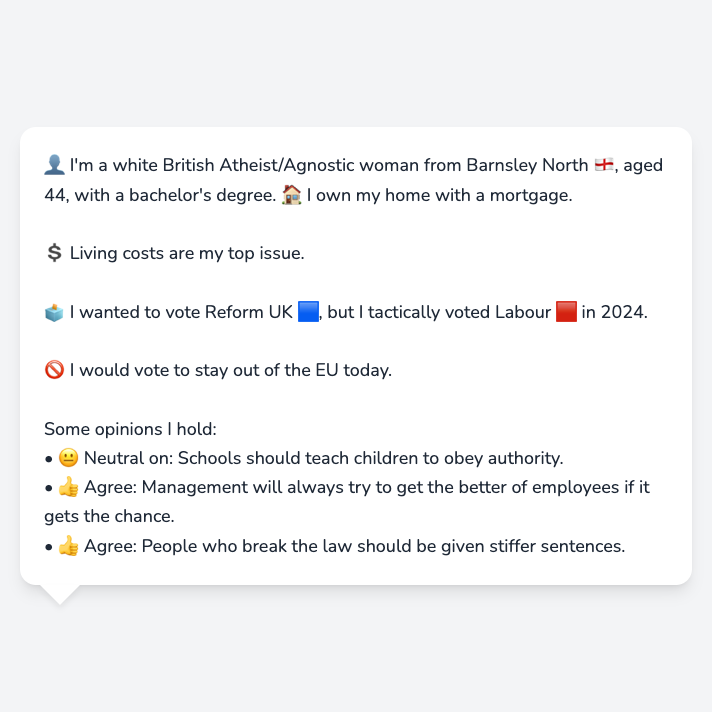 👤 I'm a white British Atheist/Agnostic woman from Barnsley North 🏴󠁧󠁢󠁥󠁮󠁧󠁿, aged
44, with a bachelor's degree. 🏠 I own my home with a mortgage.
💲 Living costs are my top issue.
🗳️ I wanted to vote Reform UK 🟦, but I tactically voted Labour 🟥 in 2024.
🚫 I would vote to stay out of the EU today.
Some opinions I hold:
• 😐 Neutral on: Schools should teach children to obey authority.
• 👍 Agree: Management will always try to get the better of employees if it
gets the chance.
• 👍 Agree: People who break the law should be given stiffer sentences.